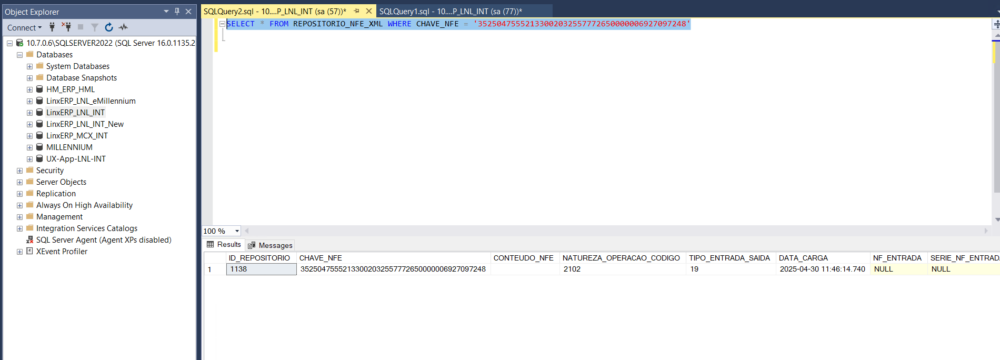 Object Explorer
Connect
10.7.0.6\SQLSERVER2022 (SQL Server 16.0.1135.2
Databases
System Databases
Database Snapshots
HM_ERP_HML
LinxERP_LNL_eMillennium
LinxERP_LNL_INT
LinxERP_LNL_INT_New
LinxERP_MCX_INT
MILLENNIUM
UX-App-LNL-INT
Security
Server Objects
Replication
Always On High Availability
Management
Integration Services Catalogs
SQL Server Agent (Agent XPs disabled)
XEvent Profiler
SQLQuery2.sql - 10....P_LNL_INT (sa (57))* SQLQuery1.sql - 10....P_LNL_INT (sa (77))*
SELECT * FROM REPOSITORIO_NFE_XML WHERE CHAVE_NFE = '35250475552133002032557772650000006927097248'
100 %
Results Messages
ID_REPOSITORIO CHAVE_NFE CONTEUDO_NFE NATUREZA_OPERACAO_CODIGO TIPO_ENTRADA_SAIDA DATA_CARGA NF_ENTRADA SERIE_NF_ENTRADA
1 1138 35250475552133002032557772650000006927097248 2102 19 2025-04-30 11:46:14.740 NULL NULL